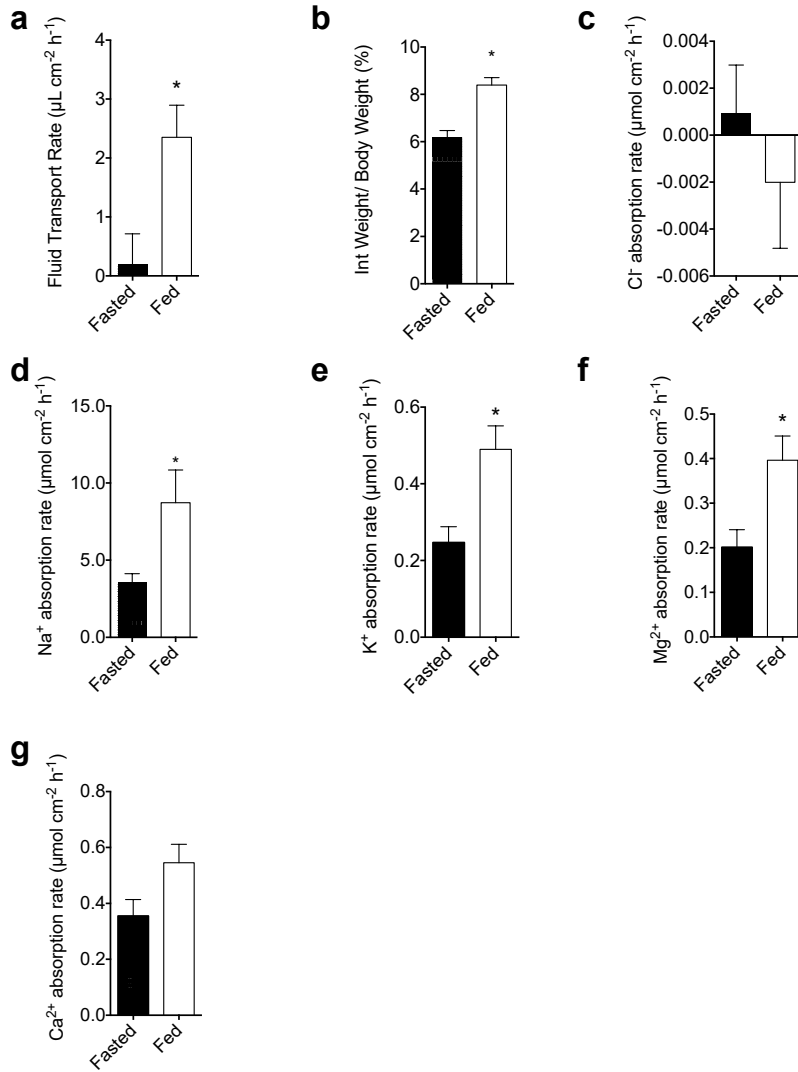 a
Fluid Transport Rate (μL cm⁻² h⁻¹)
4
3
2
1
0
*
Fasted
Fed
b
Int Weight/ Body Weight (%)
10
8
6
4
2
0
*
Fasted
Fed
c
Cl⁻ absorption rate (μmol cm⁻² h⁻¹)
0.004
0.002
0.000
-0.002
-0.004
-0.006
Fasted
Fed
d
Na⁺ absorption rate (μmol cm⁻² h⁻¹)
15.0
10.0
5.0
0.0
*
Fasted
Fed
e
K⁺ absorption rate (μmol cm⁻² h⁻¹)
0.6
0.4
0.2
0.0
*
Fasted
Fed
f
Mg²⁺ absorption rate (μmol cm⁻² h⁻¹)
0.5
0.4
0.3
0.2
0.1
0.0
*
Fasted
Fed
g
Ca²⁺ absorption rate (μmol cm⁻² h⁻¹)
0.8
0.6
0.4
0.2
0.0
Fasted
Fed